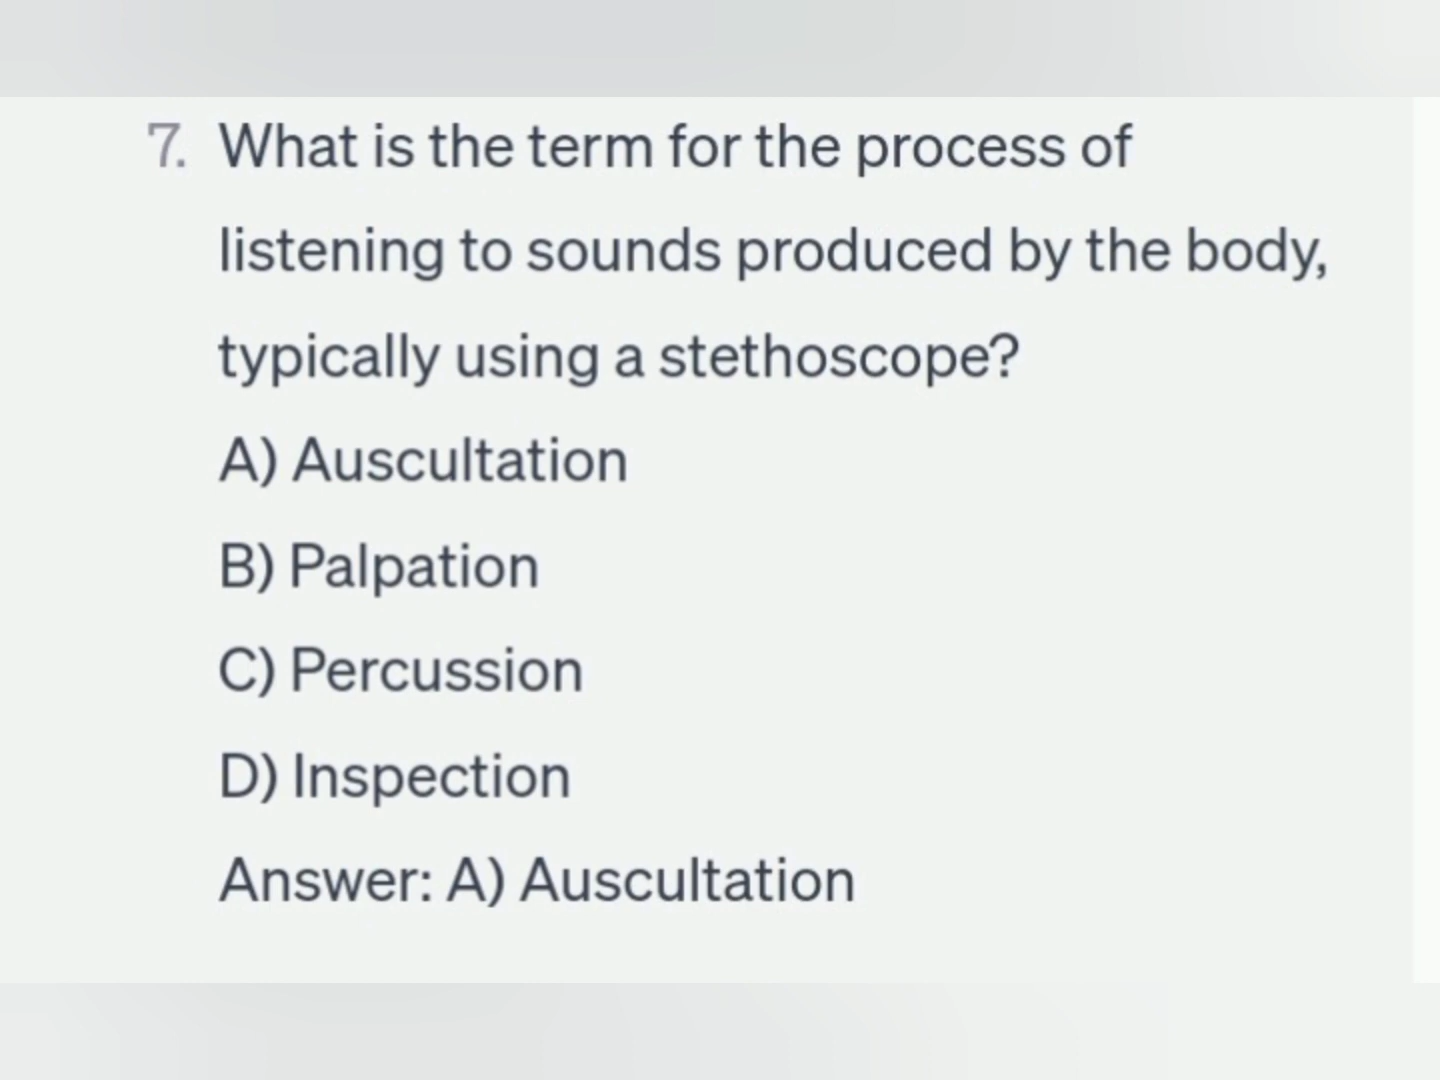 7. What is the term for the process of
listening to sounds produced by the body,
typically using a stethoscope?
A) Auscultation
B) Palpation
C) Percussion
D) Inspection
Answer: A) Auscultation